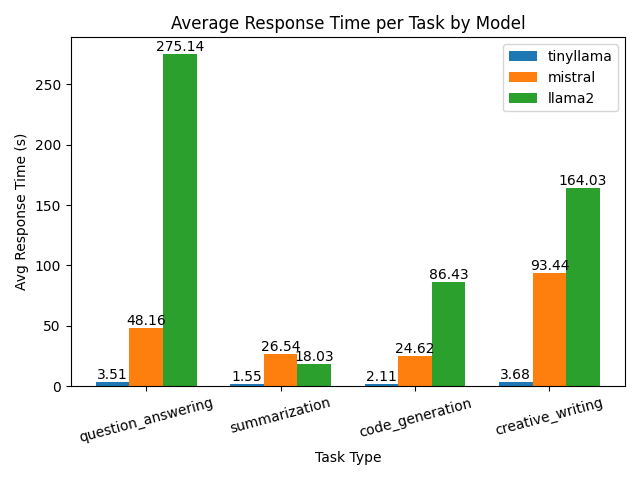 Average Response Time per Task by Model
tinyllama
mistral
llama2
Avg Response Time (s)
250
200
150
100
50
0
3.51
48.16
275.14
1.55
26.54
18.03
2.11
24.62
86.43
3.68
93.44
164.03
question_answering
summarization
code_generation
creative_writing
Task Type